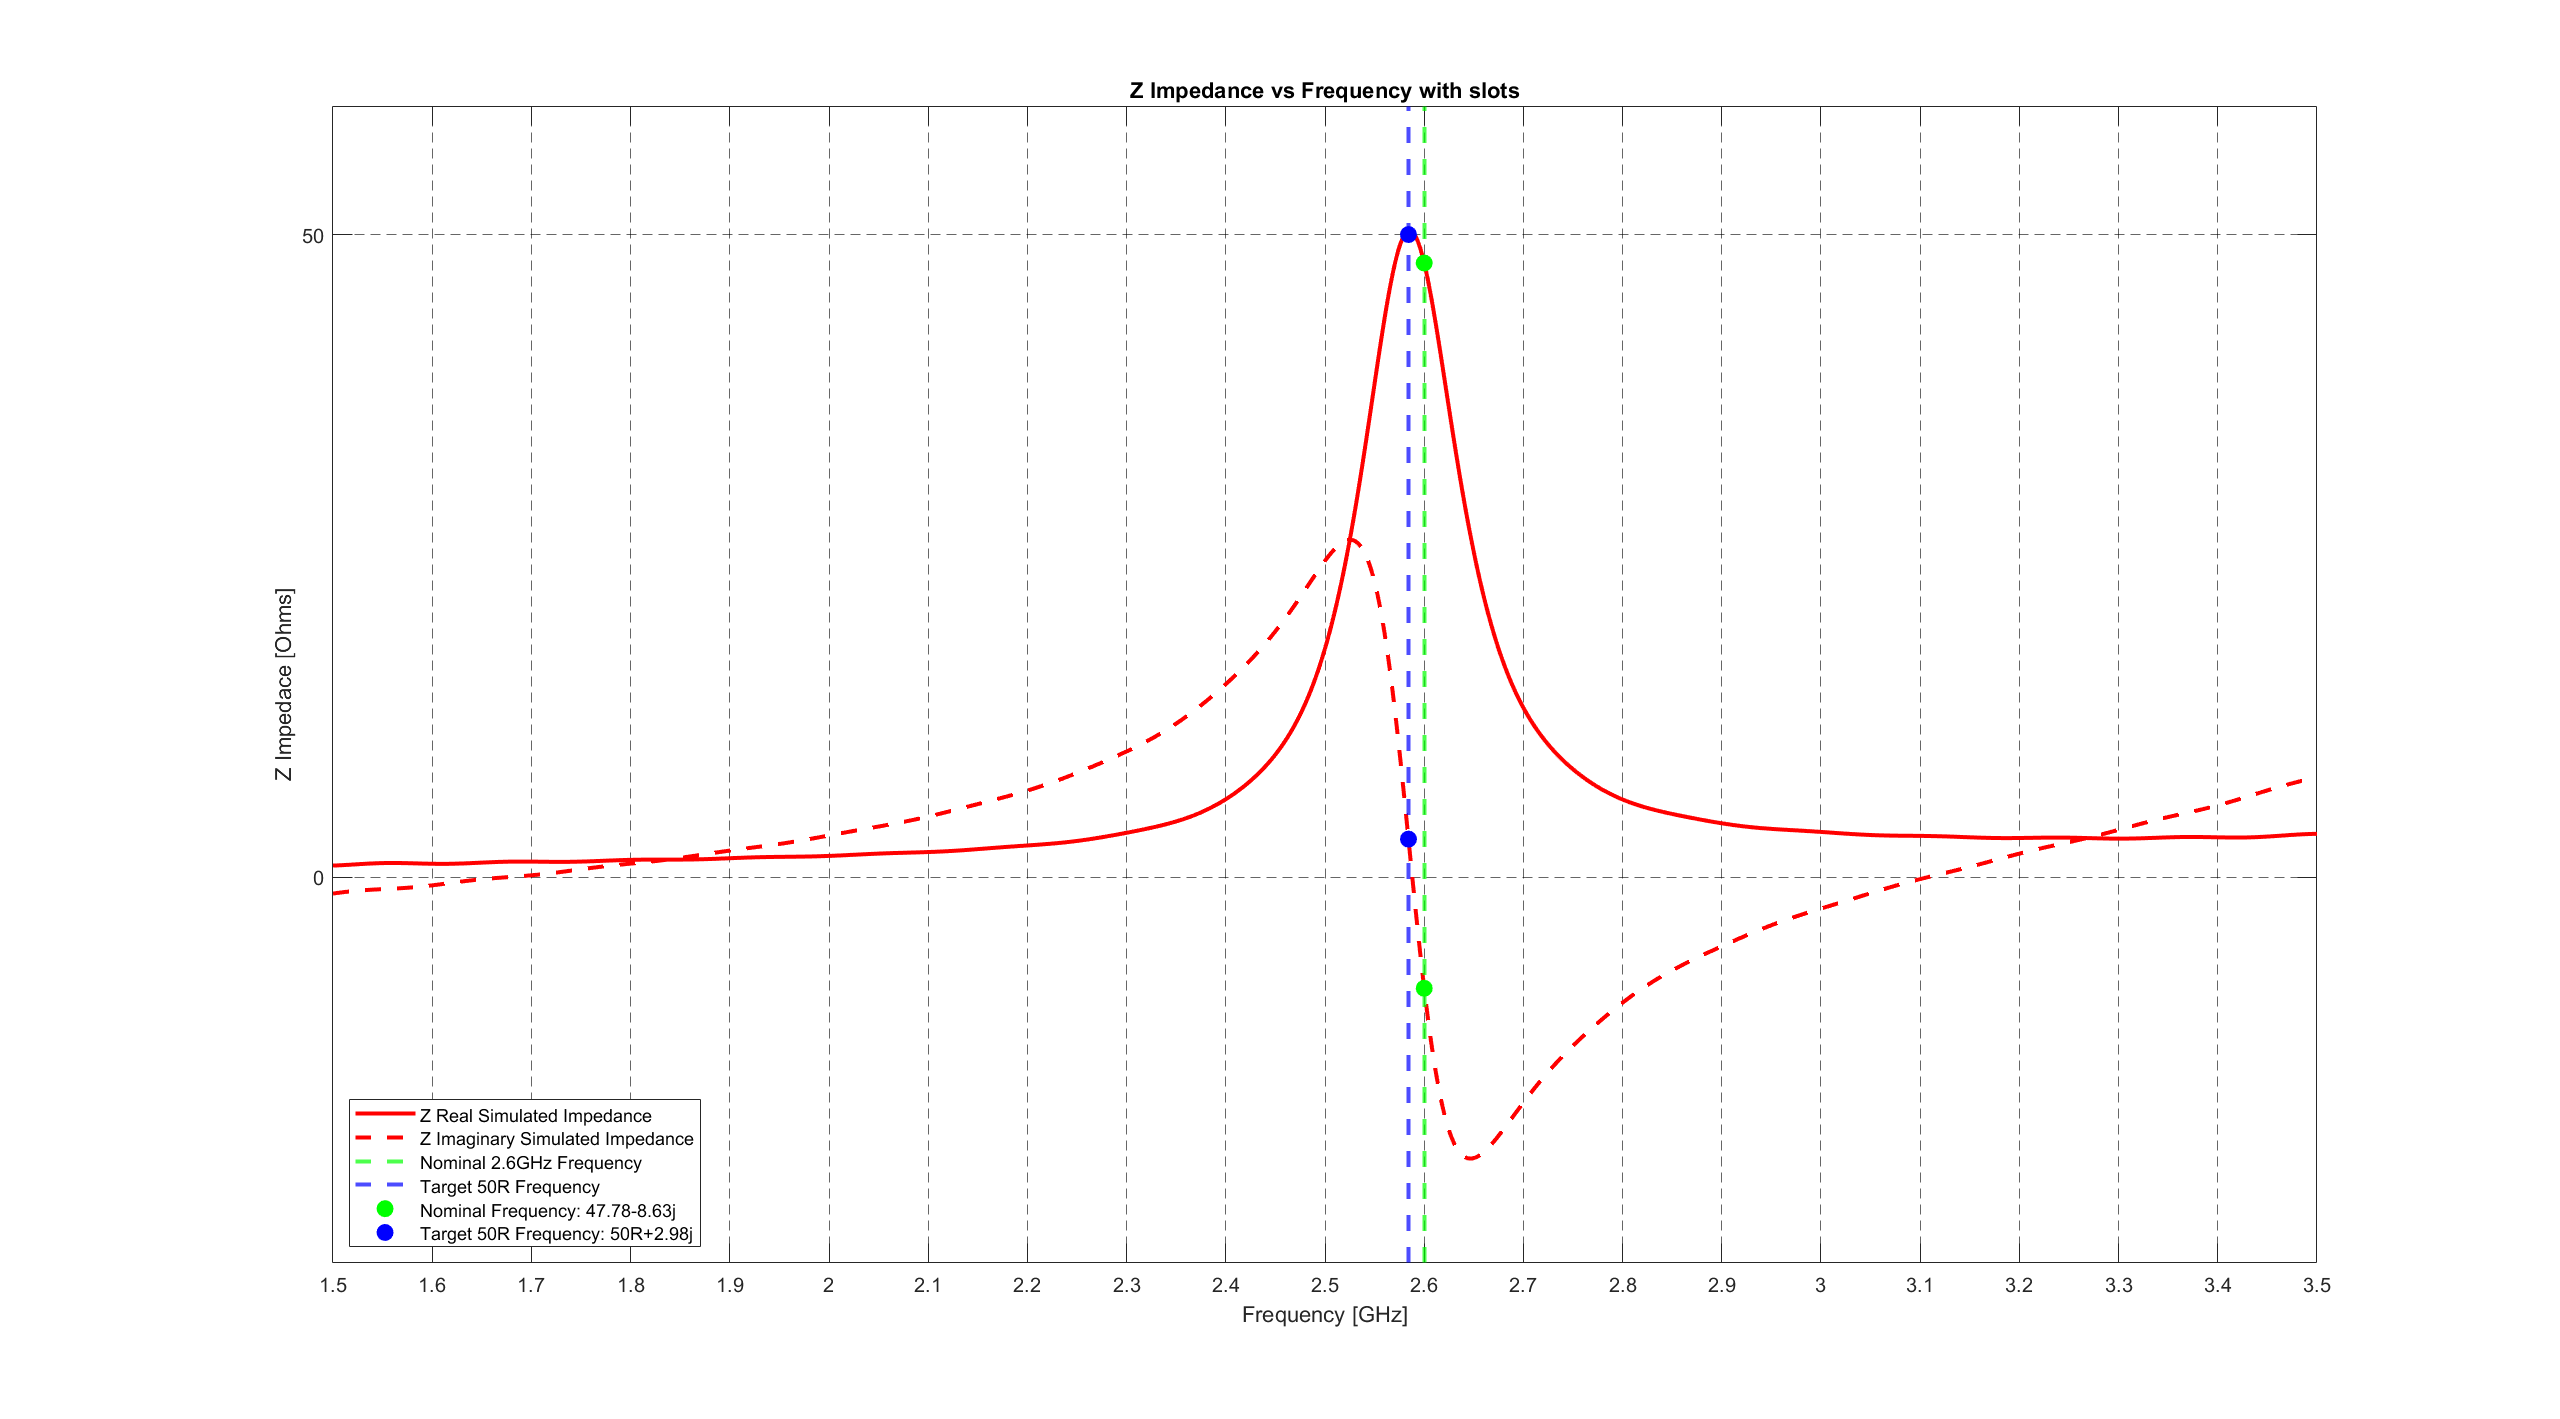 Z Impedance vs Frequency with slots
50
0
Z Impedace [Ohms]
Z Real Simulated Impedance
Z Imaginary Simulated Impedance
Nominal 2.6GHz Frequency
Target 50R Frequency
Nominal Frequency: 47.78-8.63j
Target 50R Frequency: 50R+2.98j
1.5 1.6 1.7 1.8 1.9 2 2.1 2.2 2.3 2.4 2.5 2.6 2.7 2.8 2.9 3 3.1 3.2 3.3 3.4 3.5
Frequency [GHz]